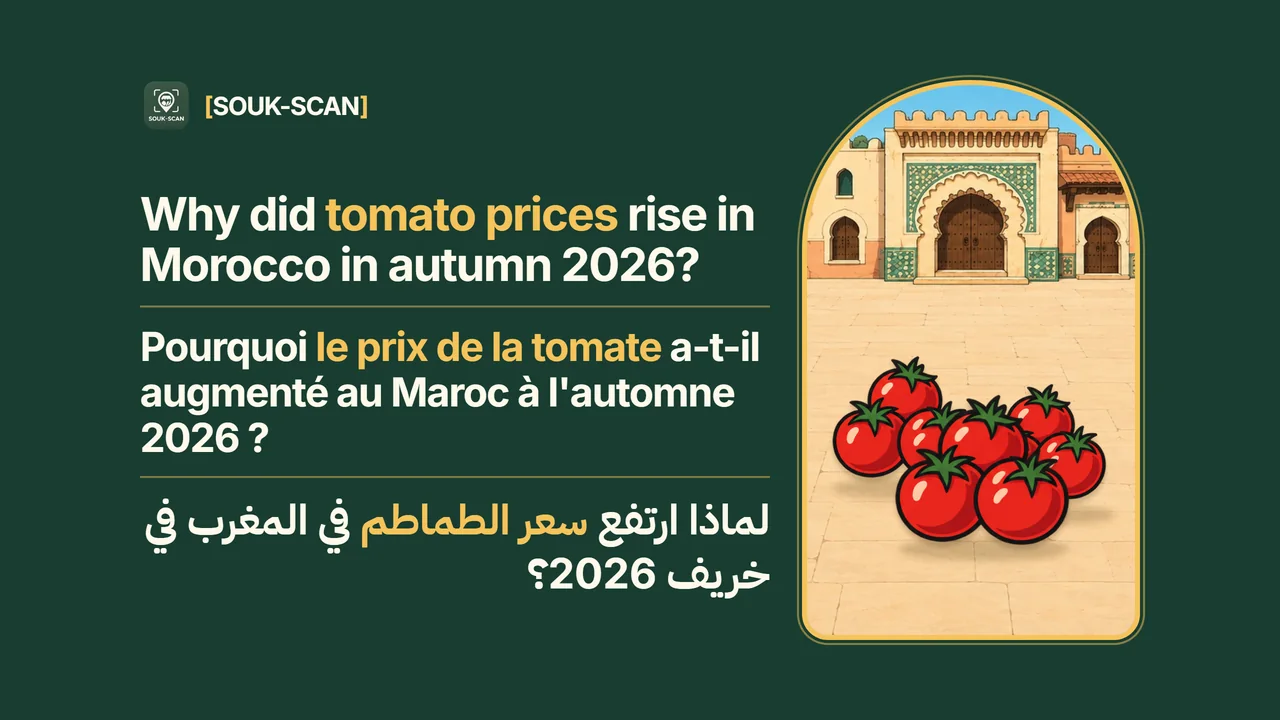 SOUK-SCAN
[SOUK-SCAN]
Why did tomato prices rise in
Morocco in autumn 2026?
Pourquoi le prix de la tomate a-t-il
augmenté au Maroc à l'automne
2026 ?
لماذا ارتفع سعر الطماطم في المغرب في
خريف 2026؟